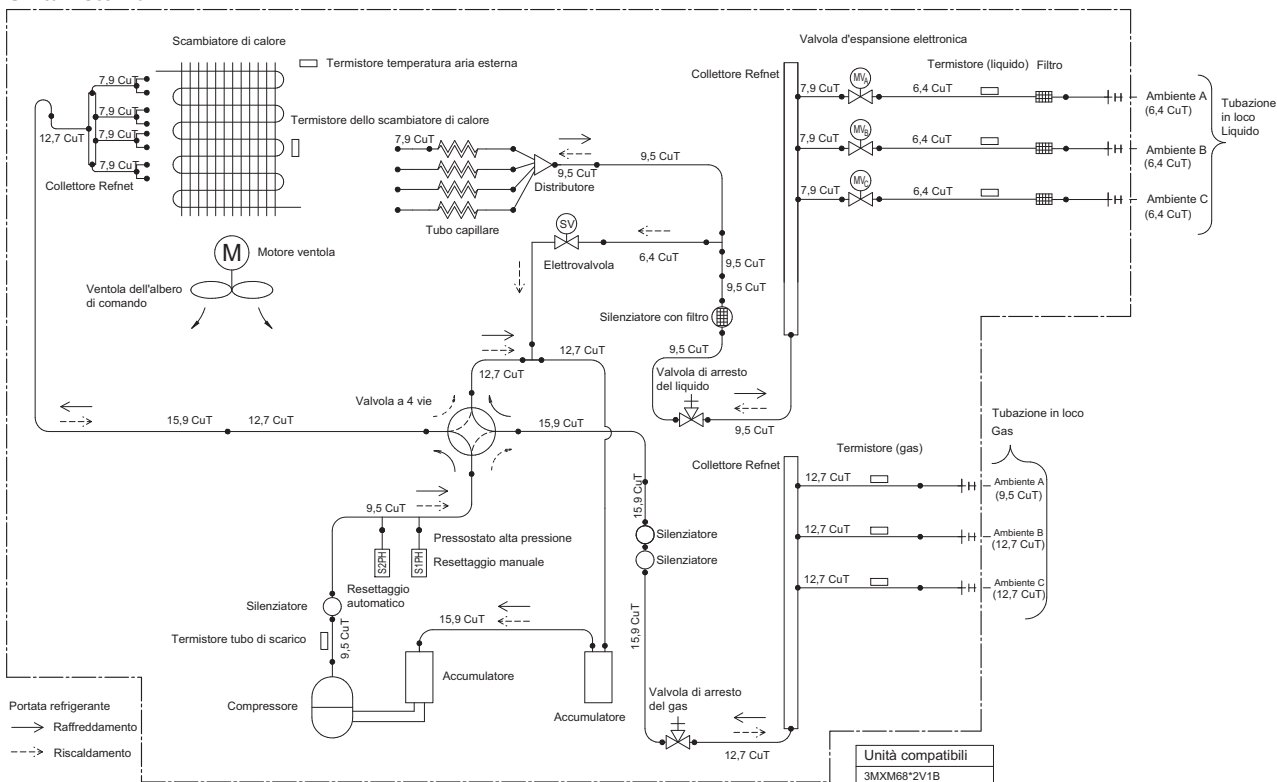 Scambiatore di calore
Termistore temperatura aria esterna
7,9 CuT
7,9 CuT
7,9 CuT
7,9 CuT
12,7 CuT
Collettore Refnet
Termistore dello scambiatore di calore
7,9 CuT
9,5 CuT
9,5 CuT
Distributore
Tubo capillare
M
Motore ventola
Ventola dell'albero
di comando
SV
Elettrovalvola
6,4 CuT
9,5 CuT
9,5 CuT
Silenziatore con filtro
9,5 CuT
Valvola di arresto
del liquido
9,5 CuT
Valvola d'espansione elettronica
Collettore Refnet
Termistore (liquido)
Filtro
7,9 CuT
MVA
6,4 CuT
Ambiente A
(6,4 CuT)
7,9 CuT
MVB
6,4 CuT
Ambiente B
(6,4 CuT)
7,9 CuT
MVC
6,4 CuT
Ambiente C
(6,4 CuT)
Tubazione
in loco
Liquido
12,7 CuT
12,7 CuT
Valvola a 4 vie
15,9 CuT
12,7 CuT
15,9 CuT
9,5 CuT
Pressostato alta pressione
S2PH
S1PH
Resettaggio manuale
Resettaggio
automatico
Silenziatore
Termistore tubo di scarico
9,5 CuT
Compressore
15,9 CuT
Accumulatore
Accumulatore
15,9 CuT
Silenziatore
Silenziatore
15,9 CuT
Valvola di arresto
del gas
12,7 CuT
Collettore Refnet
Termistore (gas)
Tubazione in loco
Gas
12,7 CuT
Ambiente A
(9,5 CuT)
12,7 CuT
Ambiente B
(12,7 CuT)
12,7 CuT
Ambiente C
(12,7 CuT)
Portata refrigerante
Raffreddamento
Riscaldamento
Unità compatibili
3MXM68*2V1B